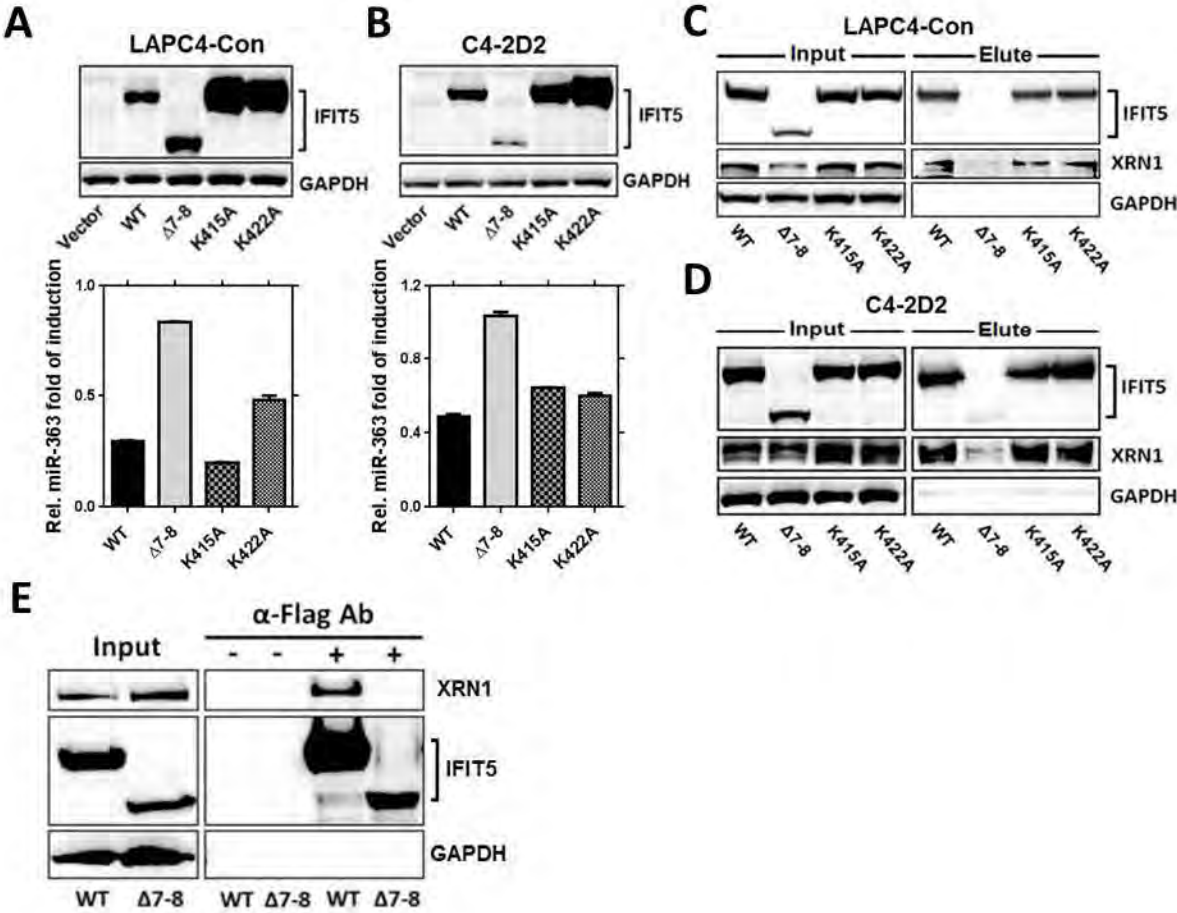 A
LAPC4-Con
IFIT5
GAPDH
Vector WT Δ7-8 K415A K422A
Rel. miR-363 fold of induction
1.0
0.5
0.0
WT Δ7-8 K415A K422A
B
C4-2D2
IFIT5
GAPDH
Vector WT Δ7-8 K415A K422A
Rel. miR-363 fold of induction
1.2
0.8
0.4
0.0
WT Δ7-8 K415A K422A
C
LAPC4-Con
Input Elute
IFIT5
XRN1
GAPDH
WT Δ7-8 K415A K422A WT Δ7-8 K415A K422A
D
C4-2D2
Input Elute
IFIT5
XRN1
GAPDH
WT Δ7-8 K415A K422A WT Δ7-8 K415A K422A
E
α-Flag Ab
Input - - + +
XRN1
IFIT5
GAPDH
WT Δ7-8 WT Δ7-8 WT Δ7-8